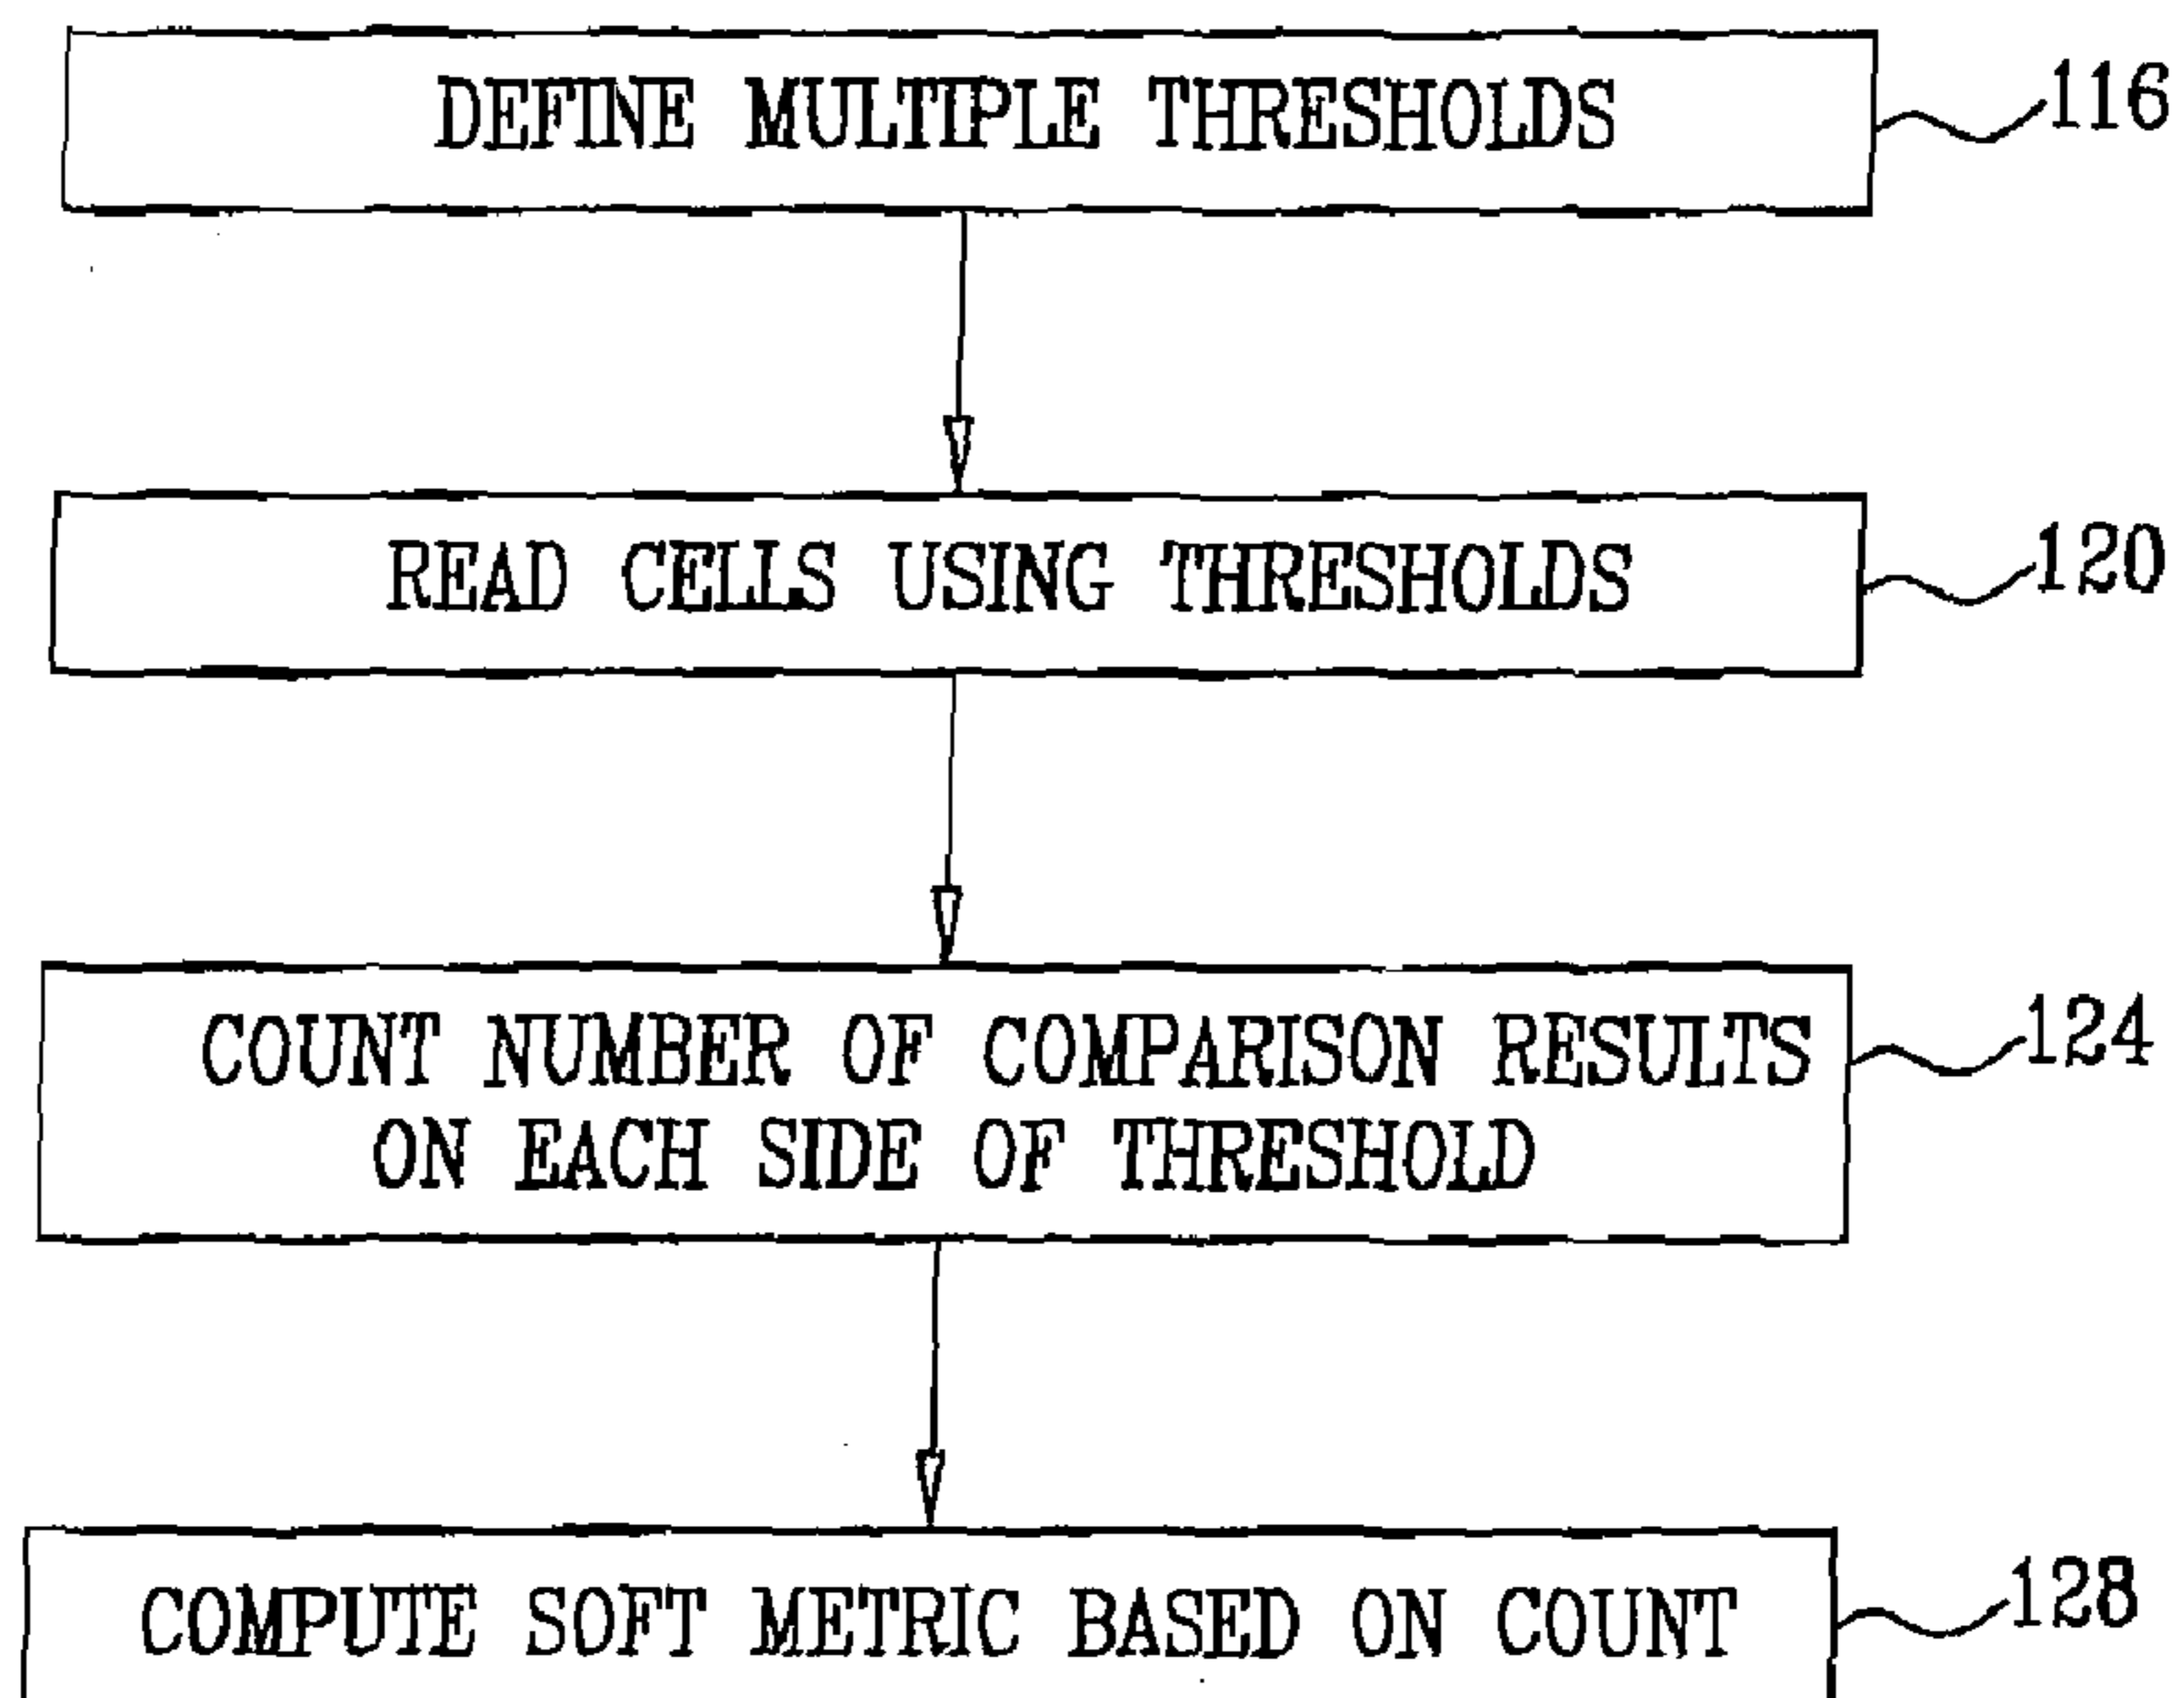 DEFINE MULTIPLE THRESHOLDS
116
READ CELLS USING THRESHOLDS
120
COUNT NUMBER OF COMPARISON RESULTS
ON EACH SIDE OF THRESHOLD
124
COMPUTE SOFT METRIC BASED ON COUNT
128